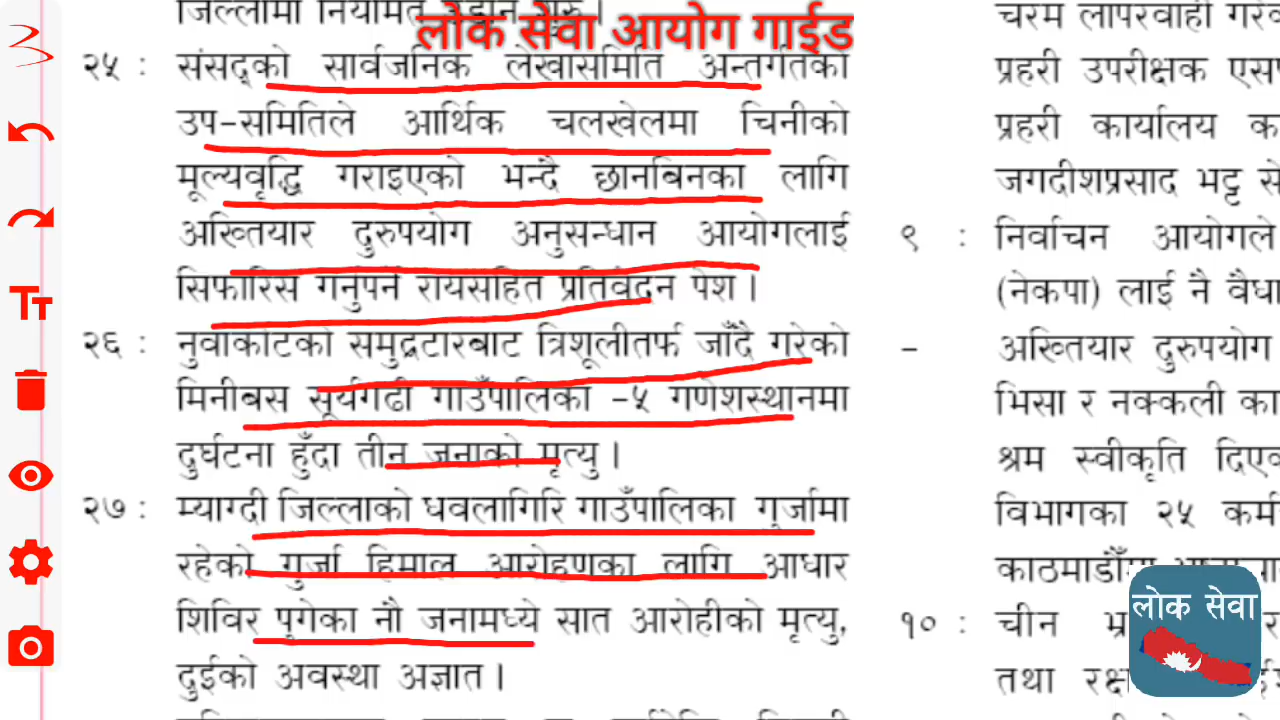 जिल्लामा नियमित
लोक सेवा आयोग गाईड
२५ : संसद्को सार्वजनिक लेखासमिति अन्तर्गतको
उप-समितिले आर्थिक चलखेलमा चिनीको
मूल्यवृद्धि गराइएको भन्दै छानबिनका लागि
अख्तियार दुरुपयोग अनुसन्धान आयोगलाई
सिफारिस गर्नुपर्ने रायसहित प्रतिवेदन पेश ।
२६ : नुवाकोटको समुद्रटारबाट त्रिशूलीतर्फ जाँदै गरेको
मिनीबस सूर्यगढी गाउँपालिका -५ गणेशस्थानमा
दुर्घटना हुँदा तीन जनाको मृत्यु ।
२७ : म्याग्दी जिल्लाको धवलागिरि गाउँपालिका गुर्जामा
रहेको गुर्जा हिमाल आरोहणका लागि आधार
शिविर पुगेका नौ जनामध्ये सात आरोहीको मृत्यु,
दुईको अवस्था अज्ञात ।
चरम लापरवाही
प्रहरी उपरीक्षक
प्रहरी कार्यालय
जगदीशप्रसाद भट्ट
९ : निर्वाचन आयोगले
(नेकपा) लाई नै
- अख्तियार दुरुपयोग
भिसा र नक्कली
श्रम स्वीकृति
विभागका २५
१० : चीन
तथा
लोक सेवा